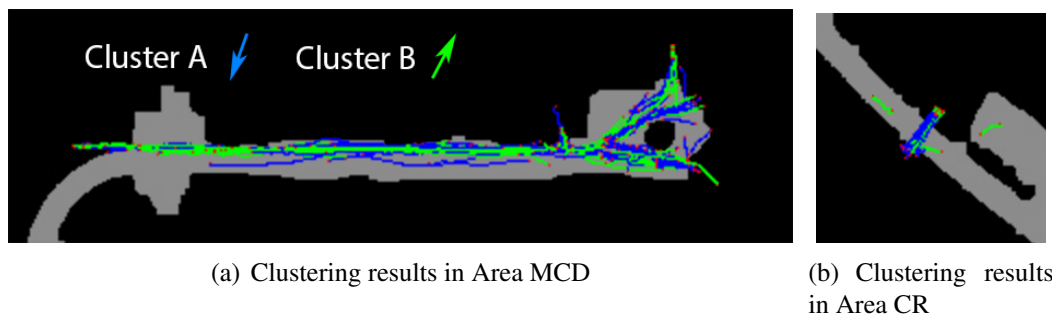 Cluster A
Cluster B
(a) Clustering results in Area MCD
(b) Clustering results
in Area CR